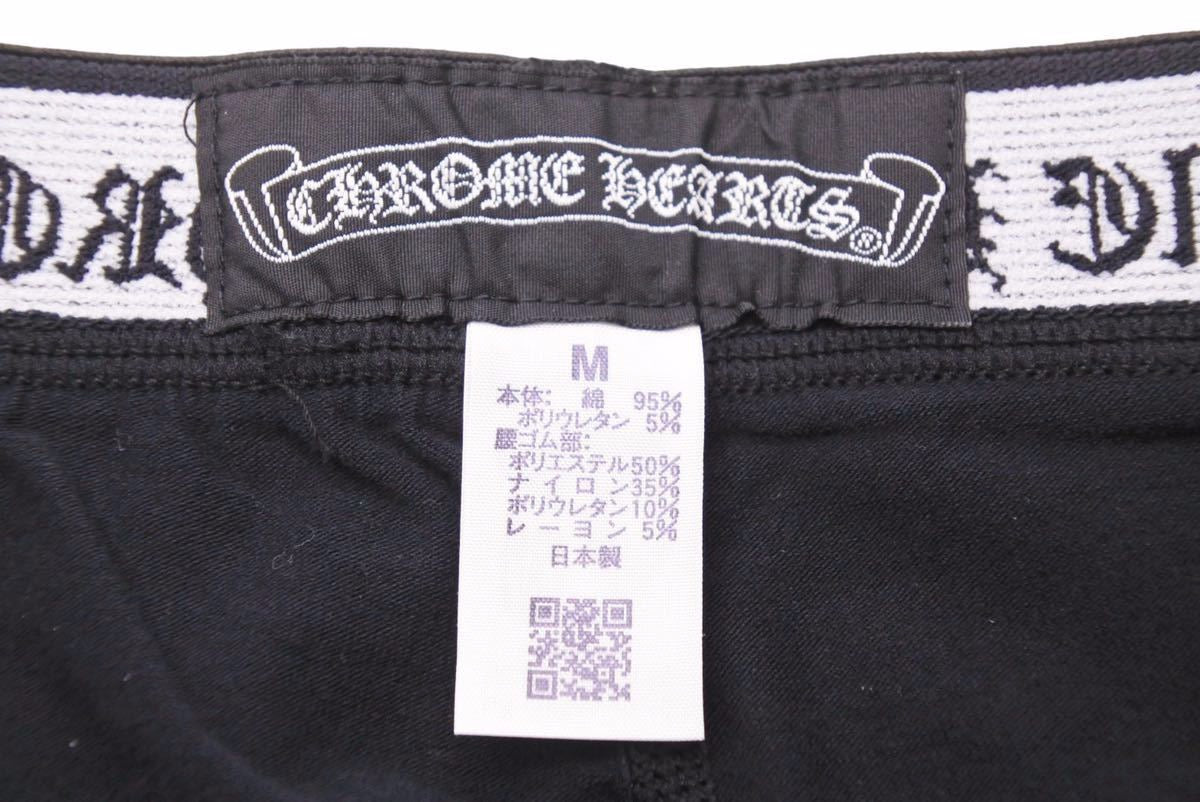 CHROME HEARTS®
M
本体: 綿 95%
ポリウレタン 5%
腰ゴム部:
ポリエステル50%
ナイロン35%
ポリウレタン10%
レーヨン 5%
日本製